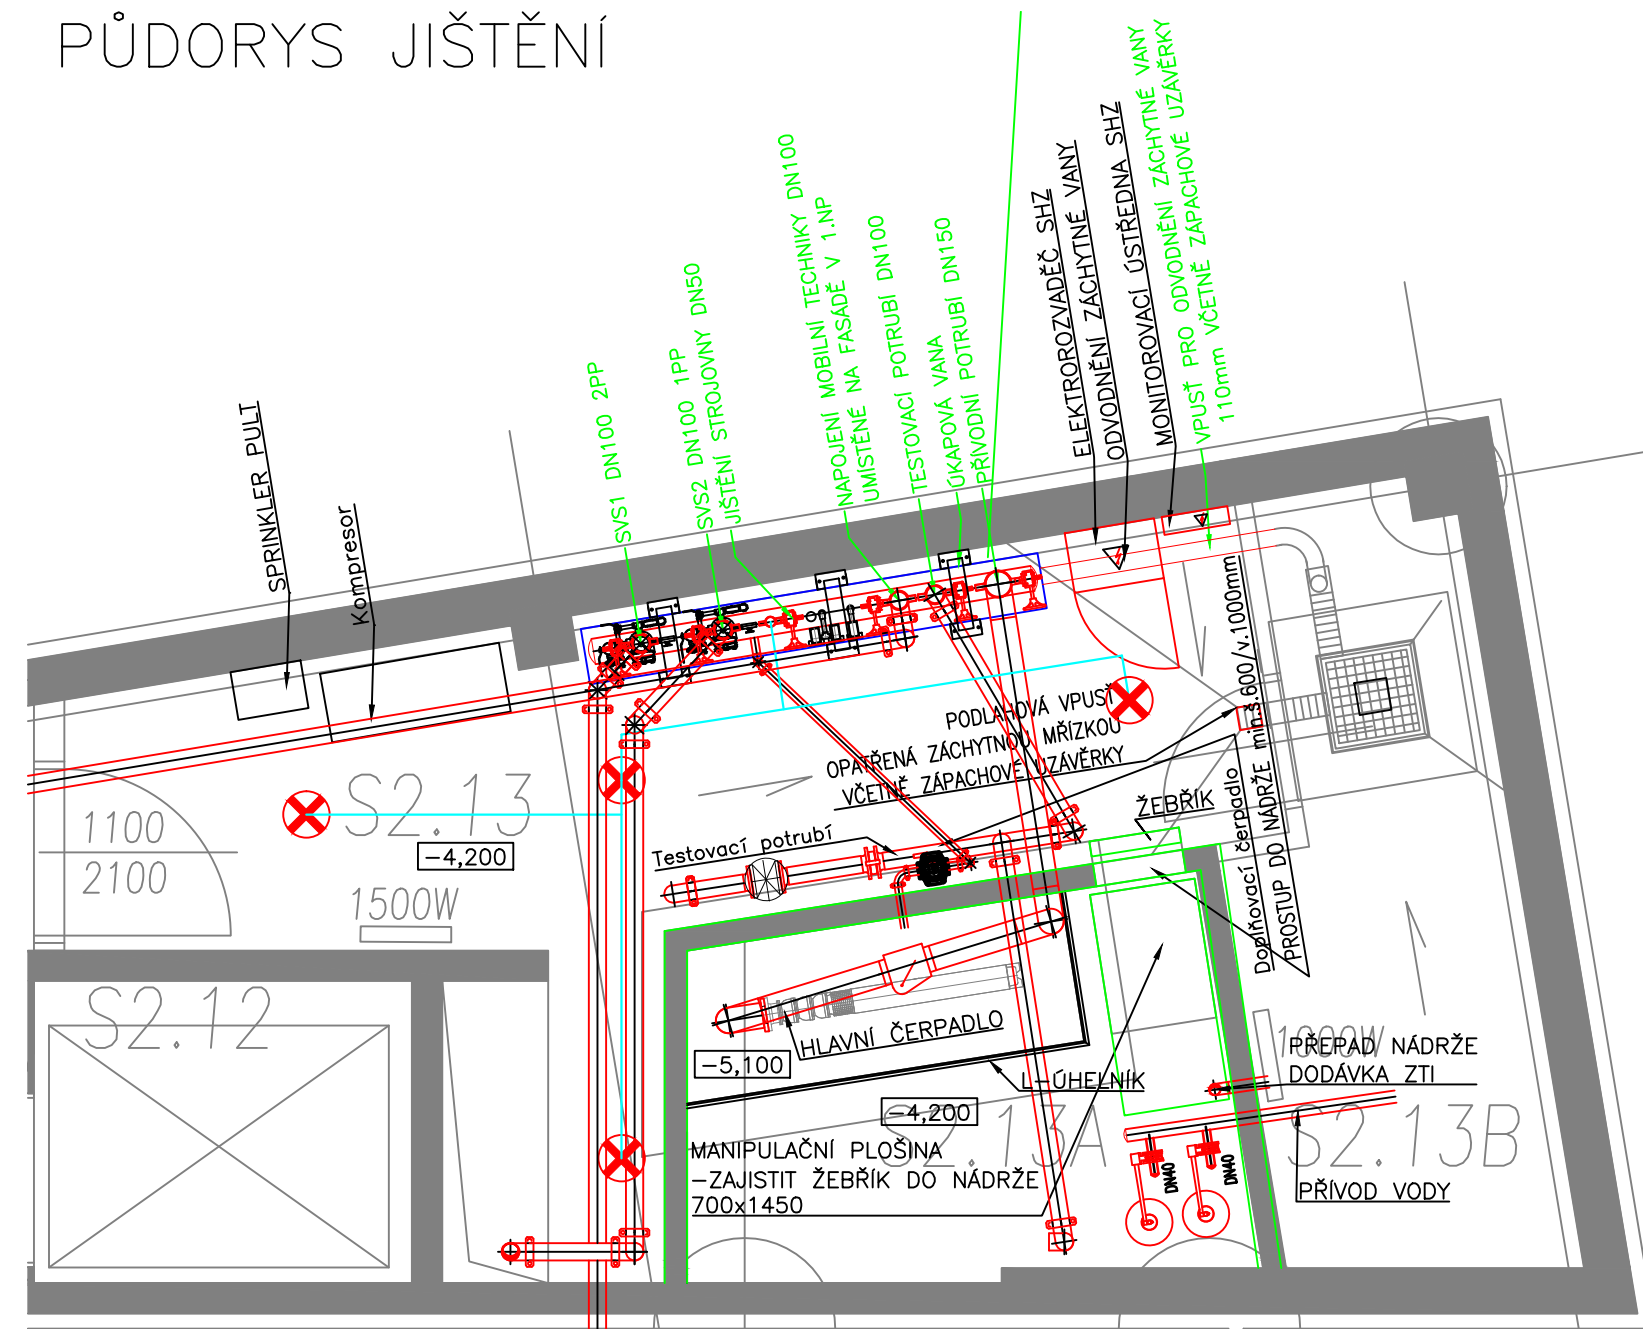 PŮDORYS JIŠTĚNÍ
SPRINKLER PULT
Kompresor
SVS1 DN100 2PP
SVS2 DN100 1PP
JIŠTĚNÍ STROJOVNY DN50
NAPOJENÍ MOBILNÍ TECHNIKY DN100
UMÍSTĚNÉ NA FASÁDĚ V 1.NP
TESTOVACÍ POTRUBÍ DN100
ÚKAPOVÁ VANA
PŘÍVODNÍ POTRUBÍ DN150
ELEKTROROZVADĚČ SHZ
ODVODNĚNÍ ZÁCHYTNÉ VANY
MONITOROVACÍ ÚSTŘEDNA SHZ
VPUSŤ PRO ODVODNĚNÍ ZÁCHYTNÉ VANY
110mm VČETNĚ ZÁPACHOVÉ UZÁVĚRKY
PODLAHOVÁ VPUSŤ
OPATŘENÁ ZÁCHYTNOU MŘÍZKOU
VČETNĚ ZÁPACHOVÉ UZÁVĚRKY
S2.13
1100
2100
-4,200
1500W
Testovací potrubí
ŽEBŘÍK
Doplňovací čerpadlo
PROSTUP DO NÁDRŽE min.š.600/v.1000mm
S2.12
HLAVNÍ ČERPADLO
-5,100
L-ÚHELNÍK
-4,200
S2.13A
1000W
PŘEPAD NÁDRŽE
DODÁVKA ZTI
S2.13B
MANIPULAČNÍ PLOŠINA
-ZAJISTIT ŽEBŘÍK DO NÁDRŽE
700x1450
DN40
DN40
PŘÍVOD VODY